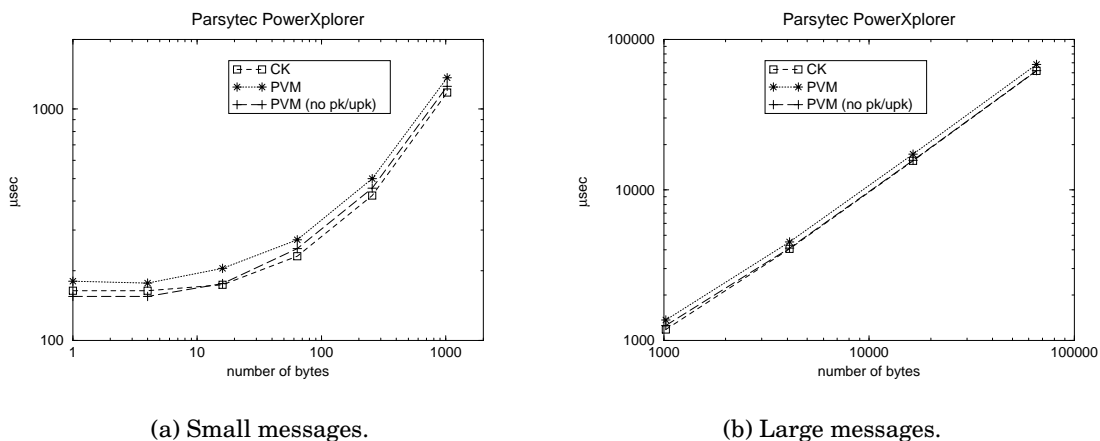 Parsytec PowerXplorer
1000
100
1
10
100
1000
µsec
number of bytes
CK
PVM
PVM (no pk/upk)
(a) Small messages.
Parsytec PowerXplorer
100000
10000
1000
1000
10000
100000
µsec
number of bytes
CK
PVM
PVM (no pk/upk)
(b) Large messages.